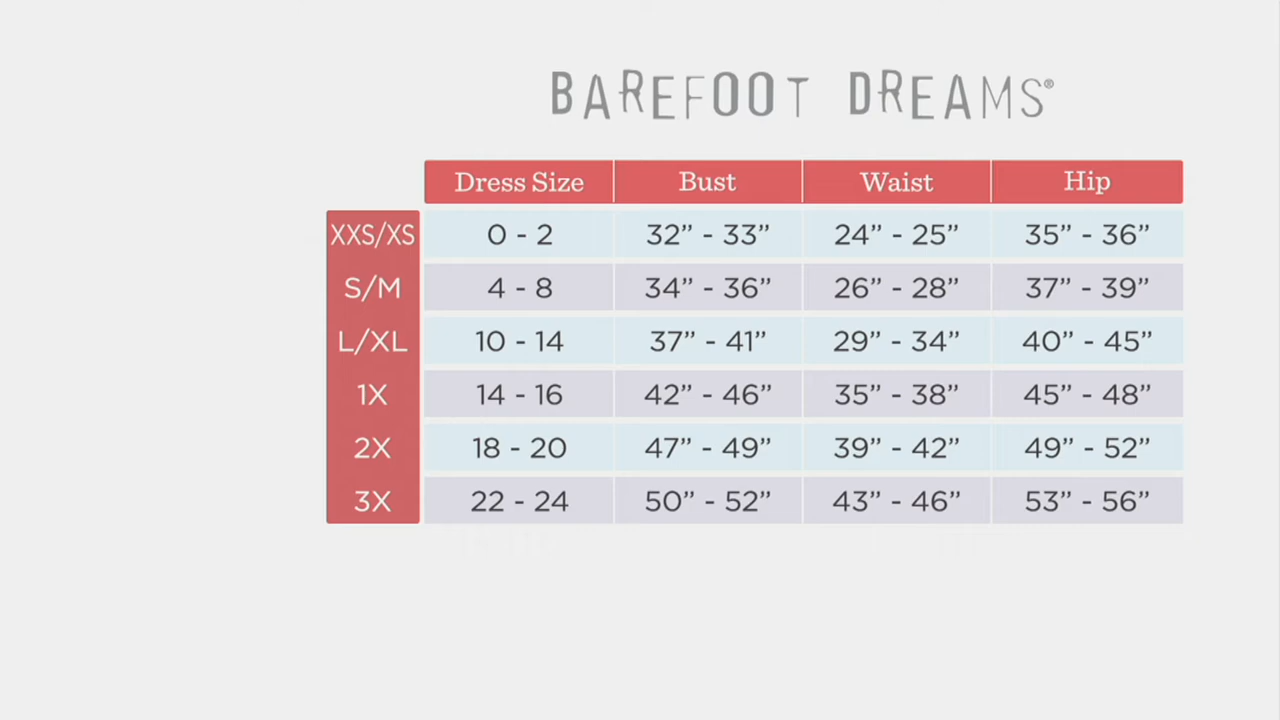 BAREFOOT DREAMS®
Dress Size Bust Waist Hip
XXS/XS 0 - 2 32” - 33” 24” - 25” 35” - 36”
S/M 4 - 8 34” - 36” 26” - 28” 37” - 39”
L/XL 10 - 14 37” - 41” 29” - 34” 40” - 45”
1X 14 - 16 42” - 46” 35” - 38” 45” - 48”
2X 18 - 20 47” - 49” 39” - 42” 49” - 52”
3X 22 - 24 50” - 52” 43” - 46” 53” - 56”